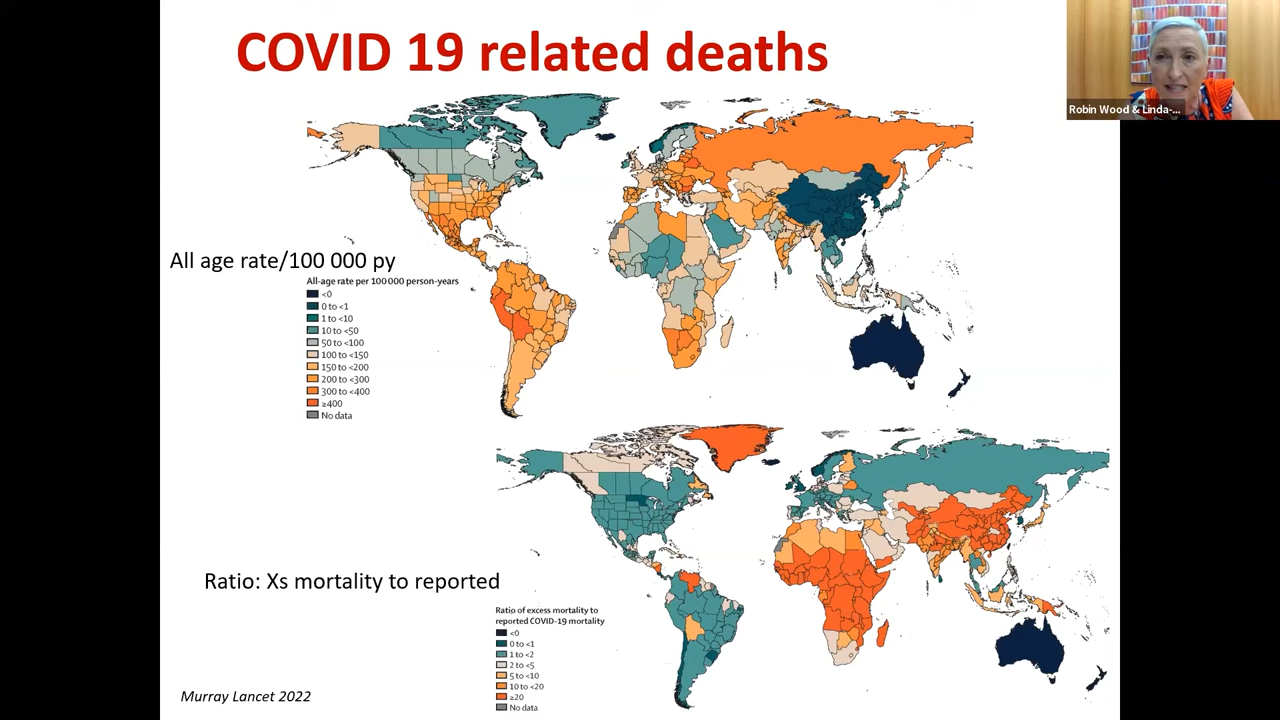 COVID 19 related deaths
Robin Wood & Linda-...
All age rate/100 000 py
All-age rate per 100 000 person-years
<0
0 to <1
1 to <10
10 to <50
50 to <100
100 to <150
150 to <200
200 to <300
300 to <400
≥400
No data
Ratio: Xs mortality to reported
Ratio of excess mortality to
reported COVID-19 mortality
<0
0 to <1
1 to <2
2 to <5
5 to <10
10 to <20
≥20
No data
Murray Lancet 2022